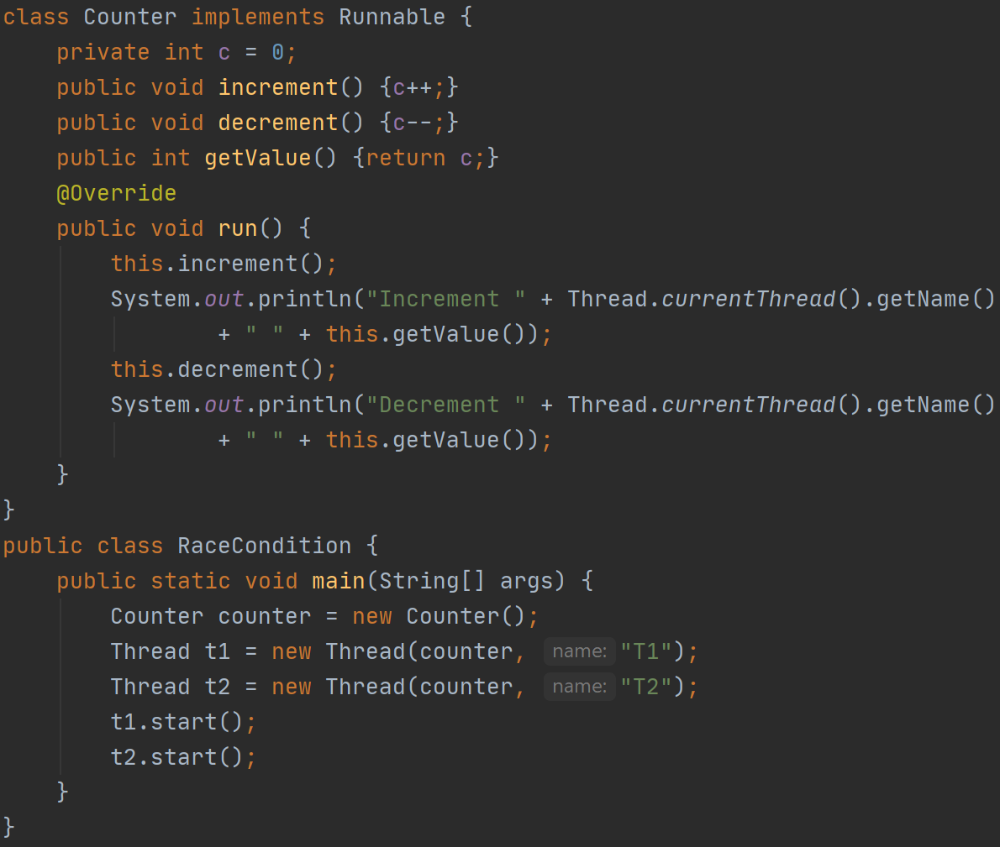 class Counter implements Runnable {
    private int c = 0;
    public void increment() {c++;}
    public void decrement() {c--;}
    public int getValue() {return c;}
    @Override
    public void run() {
        this.increment();
        System.out.println("Increment " + Thread.currentThread().getName()
                + " " + this.getValue());
        this.decrement();
        System.out.println("Decrement " + Thread.currentThread().getName()
                + " " + this.getValue());
    }
}
public class RaceCondition {
    public static void main(String[] args) {
        Counter counter = new Counter();
        Thread t1 = new Thread(counter, name: "T1");
        Thread t2 = new Thread(counter, name: "T2");
        t1.start();
        t2.start();
    }
}